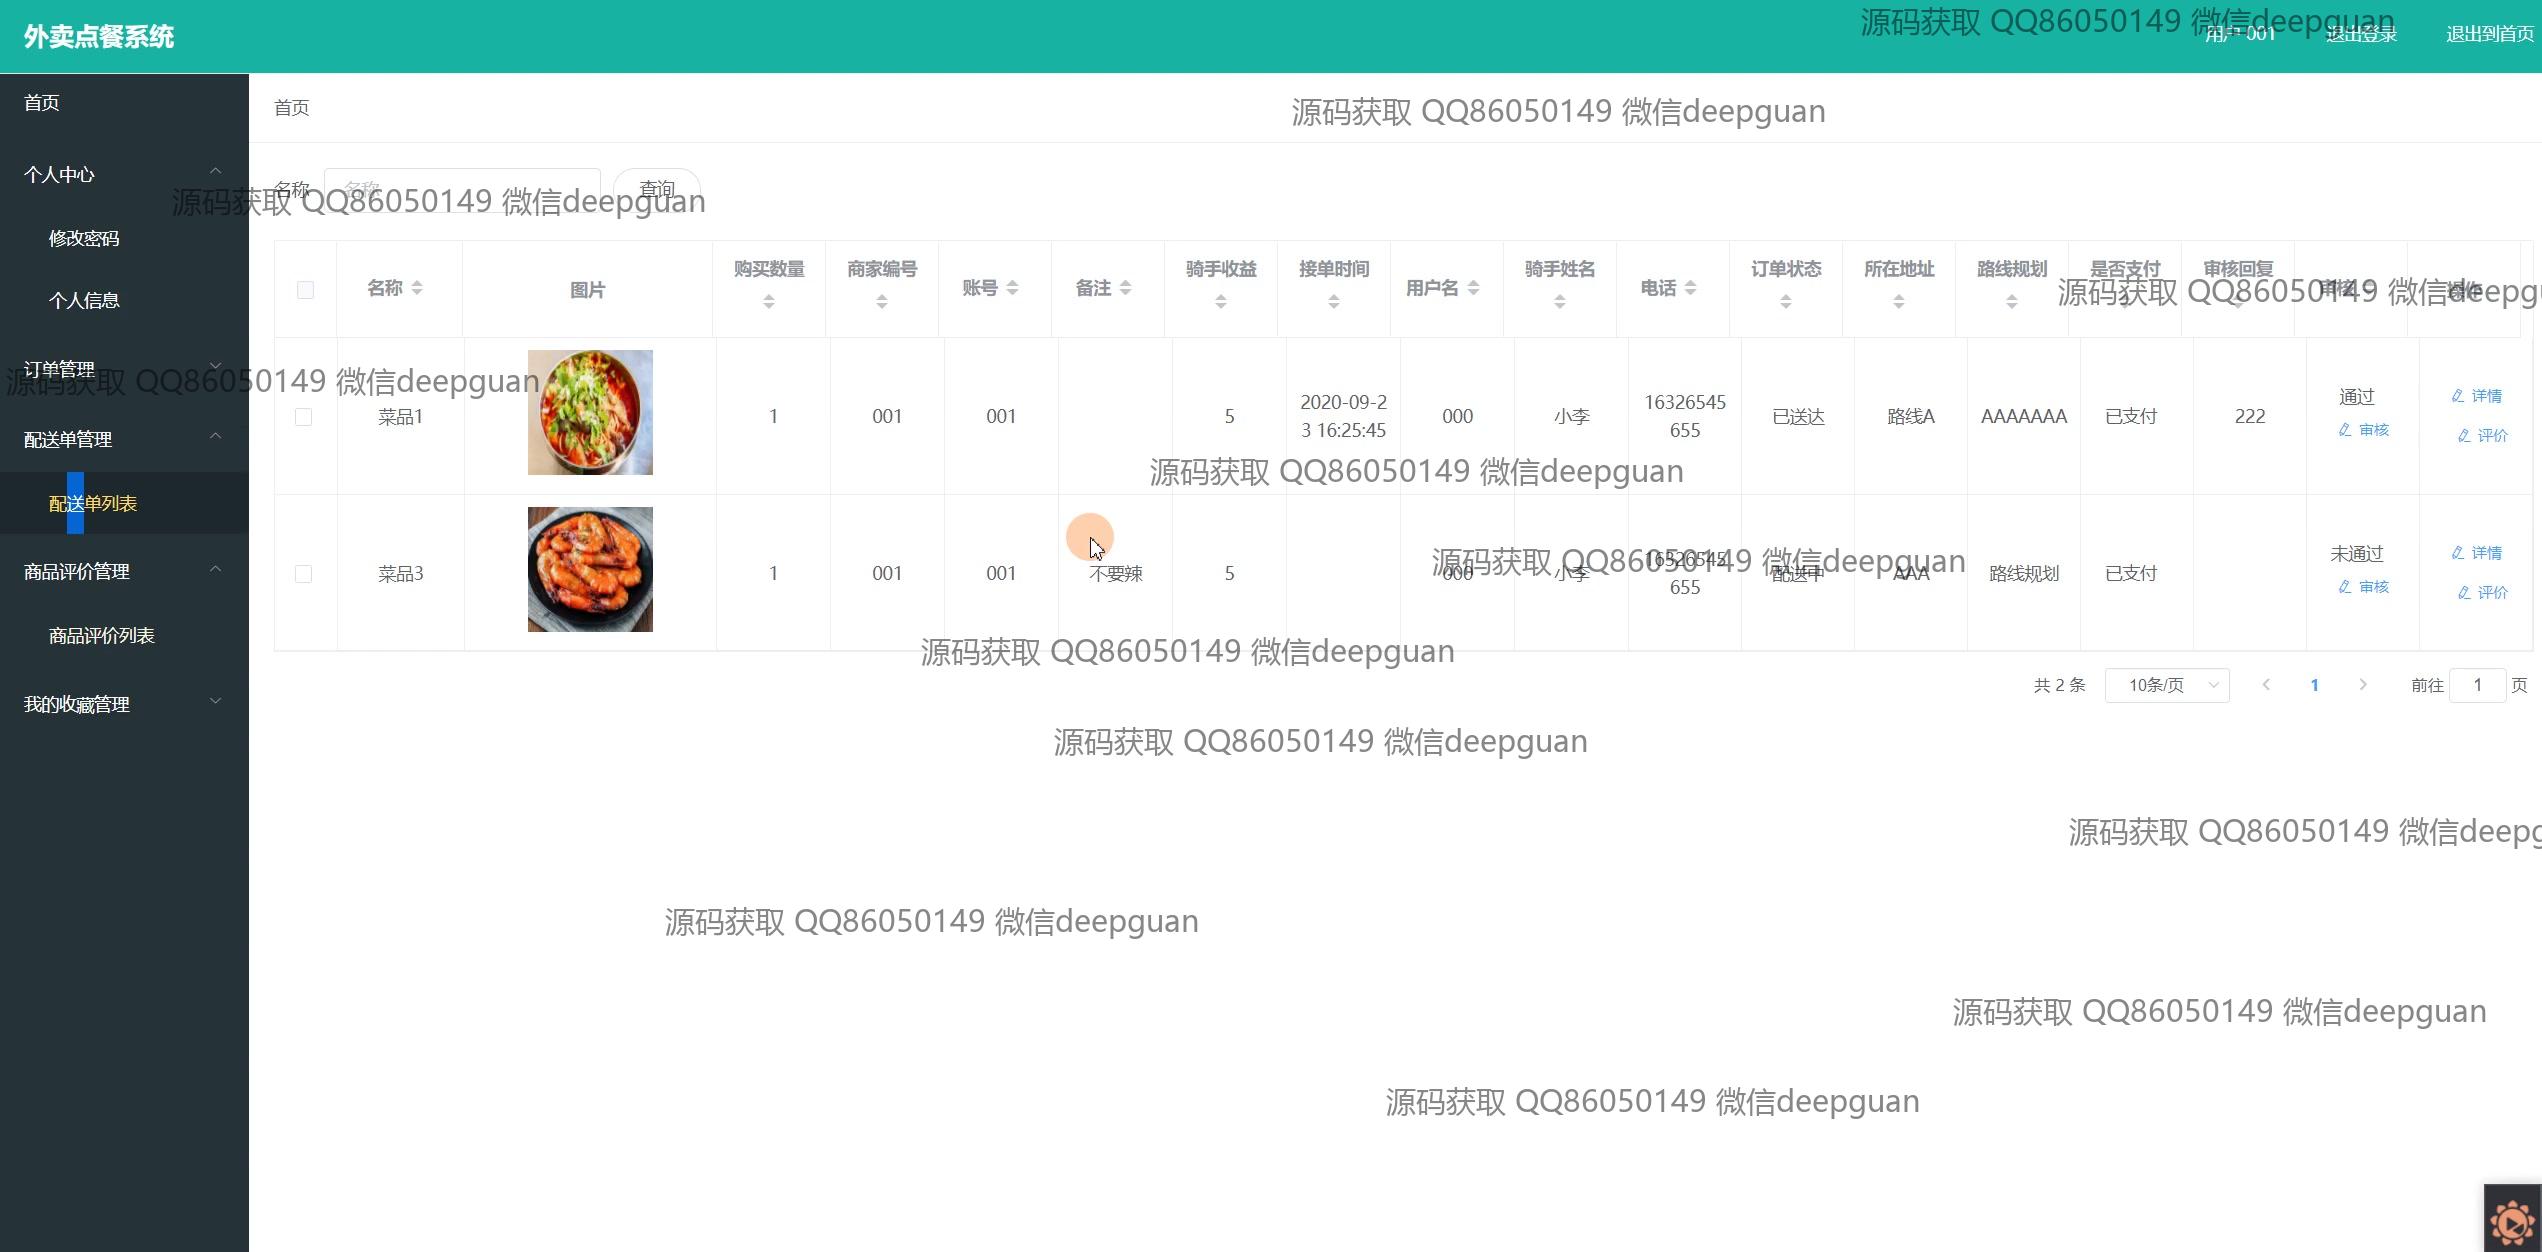 外卖点餐系统
源码获取 QQ86050149 微信deepguan
用户 001
退出登录
退出到首页
首页
首页
源码获取 QQ86050149 微信deepguan
个人中心
名称
名称
查询
源码获取 QQ86050149 微信deepguan
修改密码
个人信息
名称
图片
购买数量
商家编号
账号
备注
骑手收益
接单时间
用户名
骑手姓名
电话
订单状态
所在地址
路线规划
是否支付
审核回复
审核
操作
源码获取 QQ86050149 微信deepg
订单管理
源码获取 QQ86050149 微信deepguan
菜品1
1
001
001
5
2020-09-2
3 16:25:45
000
小李
16326545
655
已送达
路线A
AAAAAAA
已支付
222
通过
审核
详情
评价
配送单管理
源码获取 QQ86050149 微信deepguan
配送单列表
菜品3
1
001
001
不要辣
5
000
小李
16326545
655
配送中
AAA
路线规划
已支付
未通过
审核
详情
评价
源码获取 QQ86050149 微信deepguan
商品评价管理
商品评价列表
源码获取 QQ86050149 微信deepguan
共 2 条
10条/页
1
前往
1
页
我的收藏管理
源码获取 QQ86050149 微信deepguan
源码获取 QQ86050149 微信deepg
源码获取 QQ86050149 微信deepguan
源码获取 QQ86050149 微信deepguan
源码获取 QQ86050149 微信deepguan